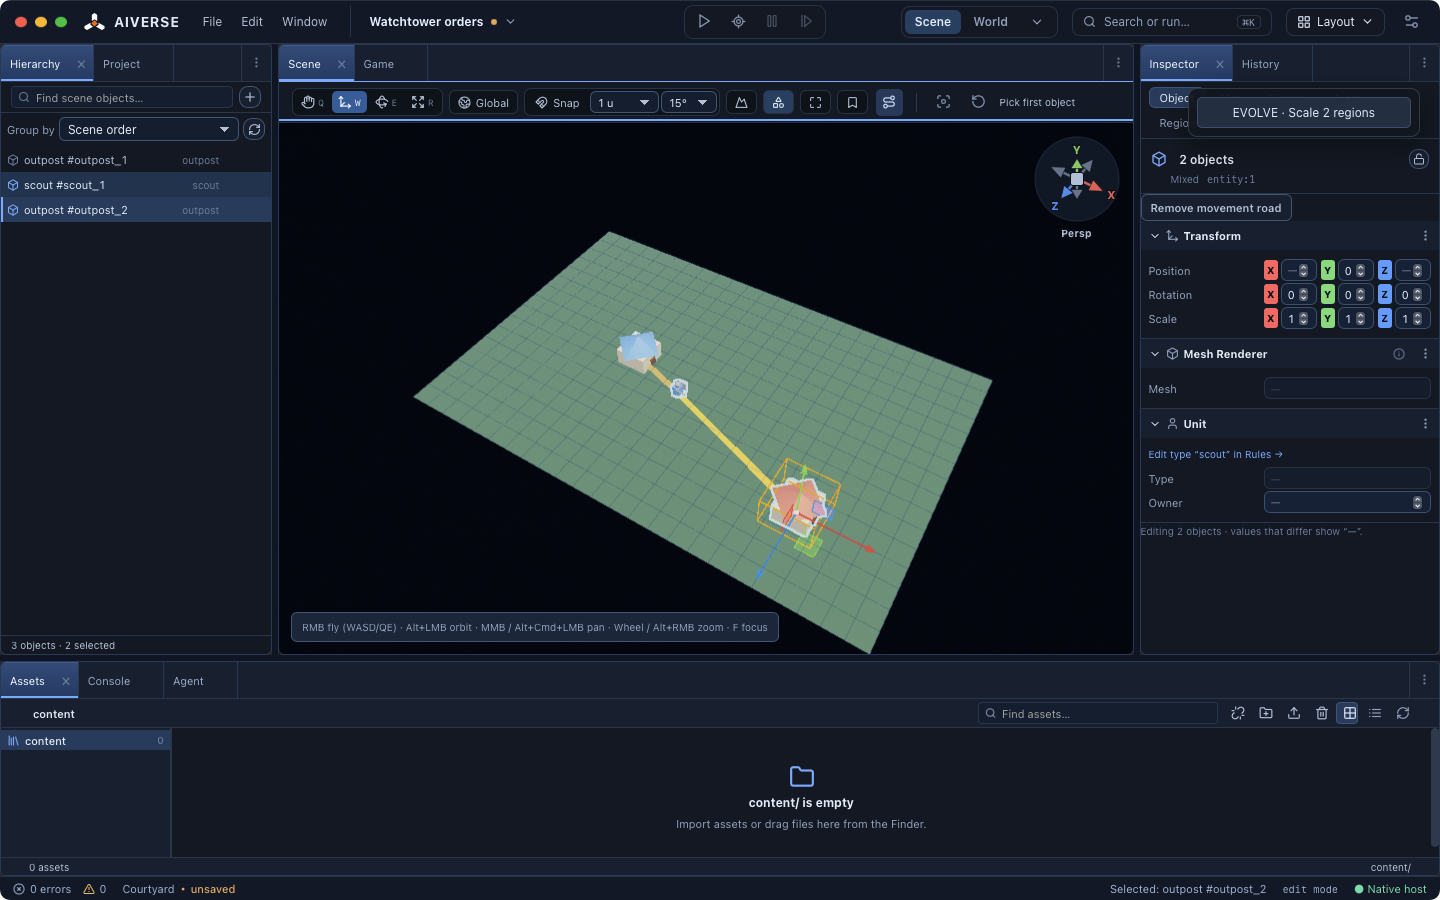 AIVERSE File Edit Window Watchtower orders Scene World Search or run... ⌘K Layout
Hierarchy Project
Find scene objects...
Group by Scene order
outpost #outpost_1 outpost
scout #scout_1 scout
outpost #outpost_2 outpost
3 objects · 2 selected
Scene Game
Q W E R Global Snap 1 u 15° Pick first object
Y
X
Z
Persp
RMB fly (WASD/QE) · Alt+LMB orbit · MMB / Alt+Cmd+LMB pan · Wheel / Alt+RMB zoom · F focus
Inspector History
EVOLVE · Scale 2 regions
2 objects
Mixed entity:1
Remove movement road
Transform
Position X — Y 0 Z —
Rotation X 0 Y 0 Z 0
Scale X 1 Y 1 Z 1
Mesh Renderer
Mesh —
Unit
Edit type “scout” in Rules →
Type —
Owner —
Editing 2 objects · values that differ show “—”.
Assets Console Agent
content Find assets...
content 0
content/ is empty
Import assets or drag files here from the Finder.
0 assets content/
0 errors 0 Courtyard • unsaved Selected: outpost #outpost_2 edit mode Native host